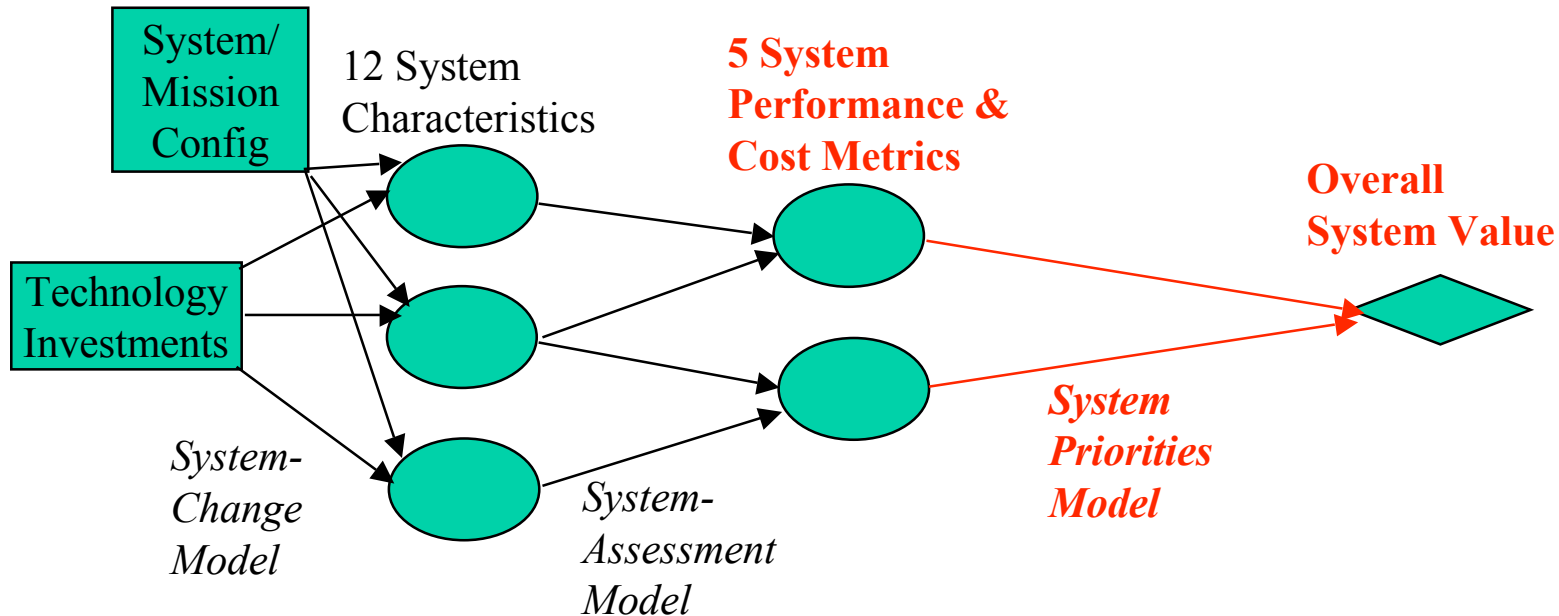 System/
Mission
Config
12 System
Characteristics
5 System
Performance &
Cost Metrics
Overall
System Value
Technology
Investments
System-
Change
Model
System-
Assessment
Model
System
Priorities
Model